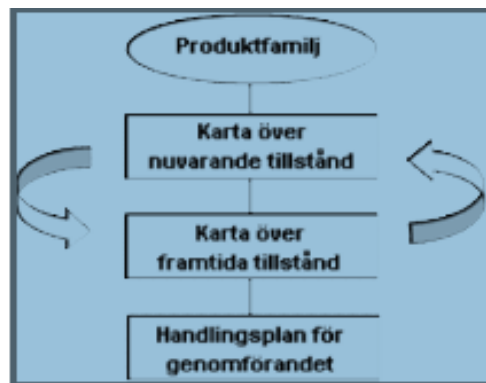 Produktfamilj
Karta över
nuvarande tillstånd
Karta över
framtida tillstånd
Handlingsplan för
genomförandet